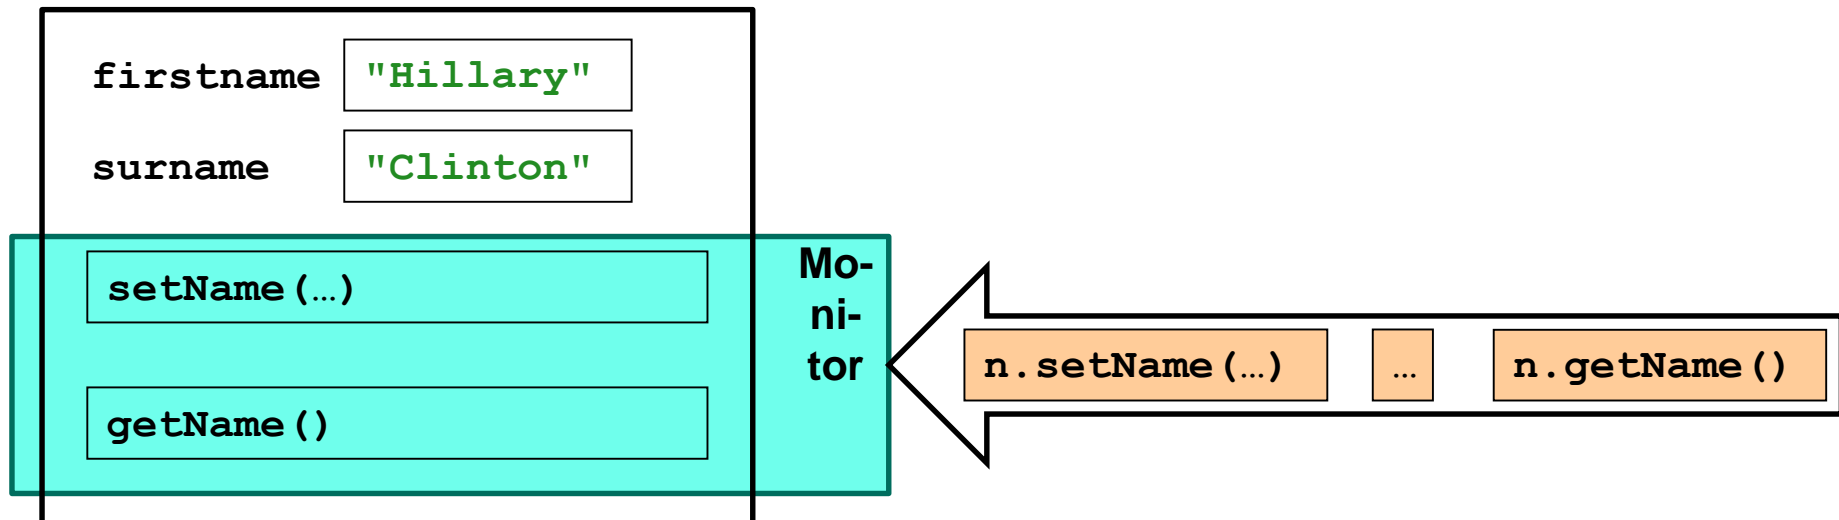 firstname "Hillary"
surname "Clinton"
setName(…)
getName()
Mo-
ni-
tor
n.setName(…) … n.getName()